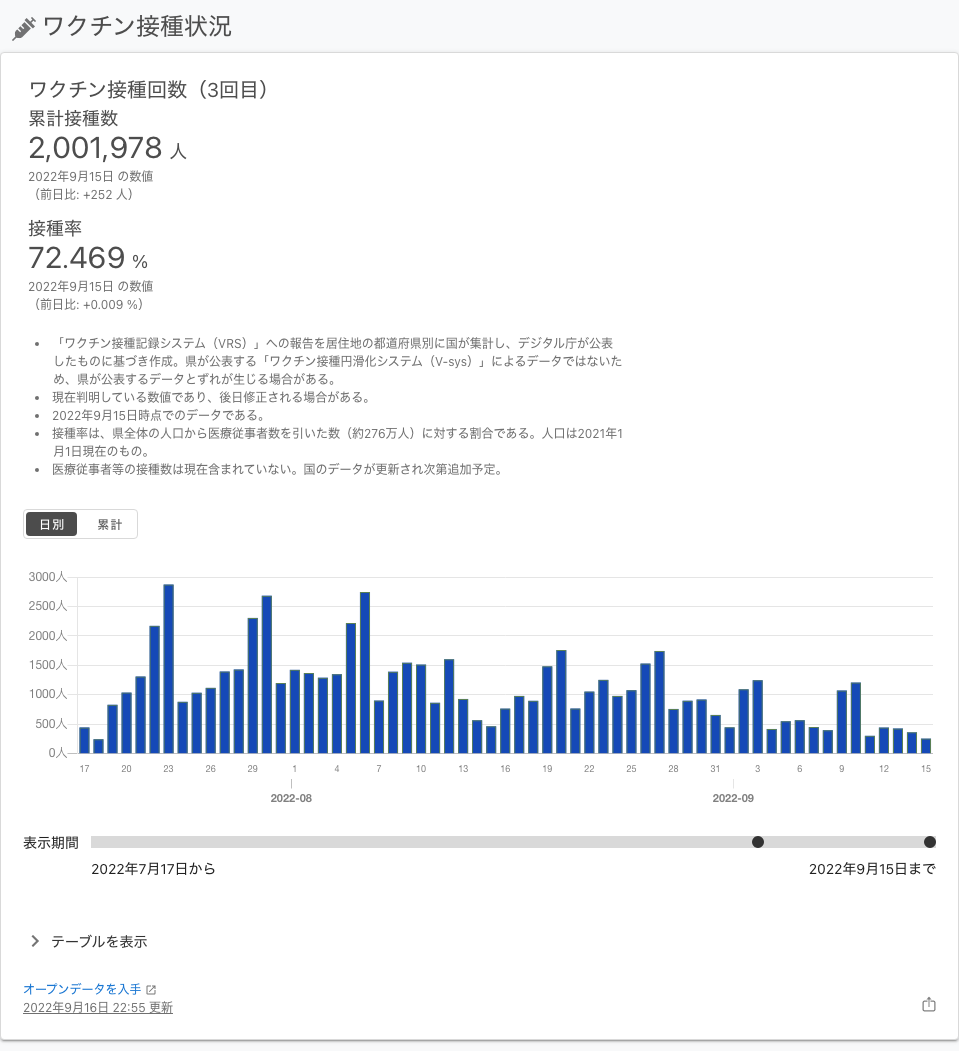 ワクチン接種状況
ワクチン接種回数（3回目）
累計接種数
2,001,978 人
2022年9月15日 の数値
（前日比: +252 人）
接種率
72.469 %
2022年9月15日 の数値
（前日比: +0.009 %）
• 「ワクチン接種記録システム（VRS）」への報告を居住地の都道府県別に国が集計し、デジタル庁が公表
したものに基づき作成。県が公表する「ワクチン接種円滑化システム（V-sys）」によるデータではないた
め、県が公表するデータとずれが生じる場合がある。
• 現在判明している数値であり、後日修正される場合がある。
• 2022年9月15日時点でのデータである。
• 接種率は、県全体の人口から医療従事者数を引いた数（約276万人）に対する割合である。人口は2021年1
月1日現在のもの。
• 医療従事者等の接種数は現在含まれていない。国のデータが更新され次第追加予定。
日別 累計
3000人
2500人
2000人
1500人
1000人
500人
0人
17 20 23 26 29 1 4 7 10 13 16 19 22 25 28 31 3 6 9 12 15
2022-08 2022-09
表示期間
2022年7月17日から 2022年9月15日まで
テーブルを表示
オープンデータを入手
2022年9月16日 22:55 更新